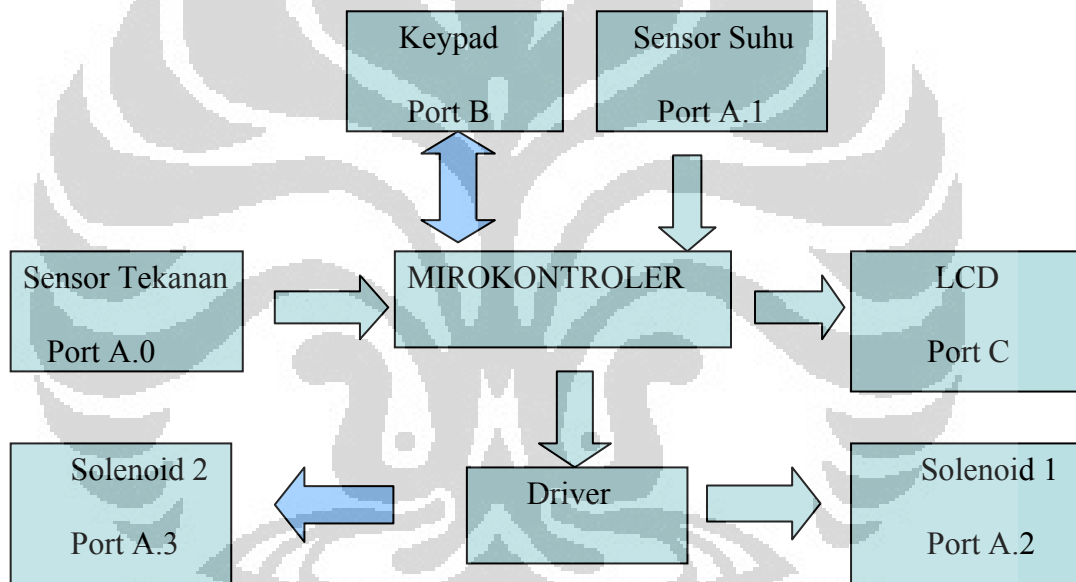 Keypad
Port B
Sensor Suhu
Port A.1
Sensor Tekanan
Port A.0
MIROKONTROLER
LCD
Port C
Solenoid 2
Port A.3
Driver
Solenoid 1
Port A.2